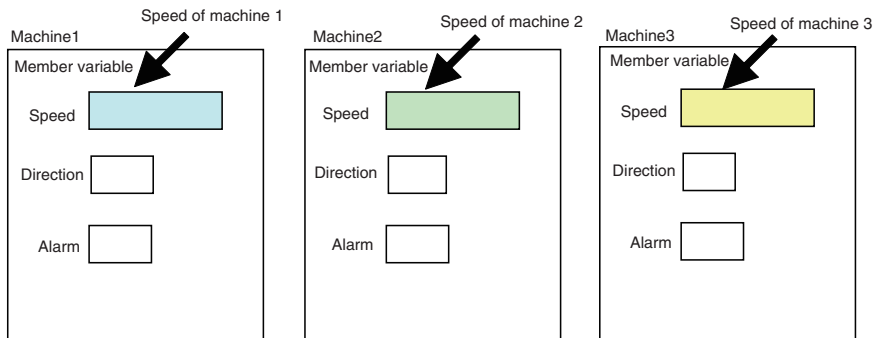 Speed of machine 1
Machine1
Member variable
Speed
Direction
Alarm
Speed of machine 2
Machine2
Member variable
Speed
Direction
Alarm
Speed of machine 3
Machine3
Member variable
Speed
Direction
Alarm